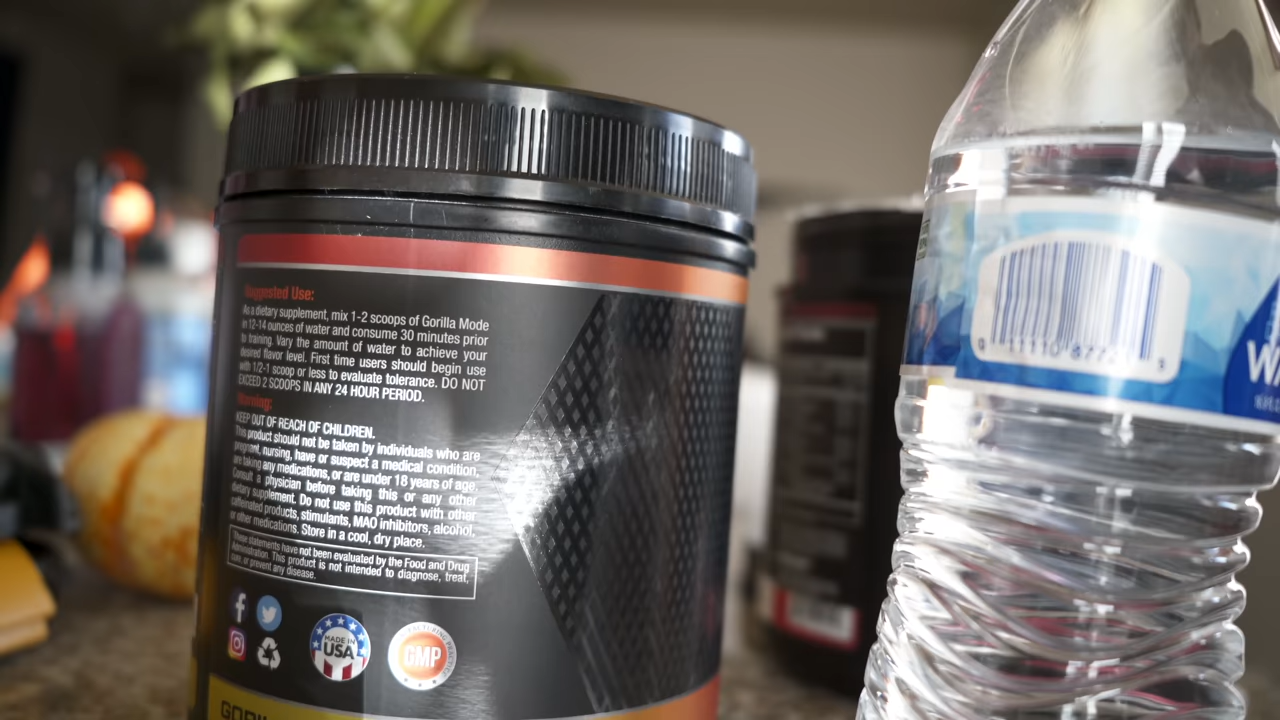 Suggested Use:
As a dietary supplement, mix 1-2 scoops of Gorilla Mode
in 12-14 ounces of water and consume 30 minutes prior
to training. Vary the amount of water to achieve your
desired flavor level. First time users should begin use
with 1/2-1 scoop or less to evaluate tolerance. DO NOT
EXCEED 2 SCOOPS IN ANY 24 HOUR PERIOD.
Warning:
KEEP OUT OF REACH OF CHILDREN.
This product should not be taken by individuals who are
pregnant, nursing, have or suspect a medical condition,
are taking any medications, or are under 18 years of age.
Consult a physician before taking this or any other
dietary supplement. Do not use this product with other
caffeinated products, stimulants, MAO inhibitors, alcohol,
or other medications. Store in a cool, dry place.
These statements have not been evaluated by the Food and Drug
Administration. This product is not intended to diagnose, treat,
cure, or prevent any disease.
MADE IN
USA
GMP